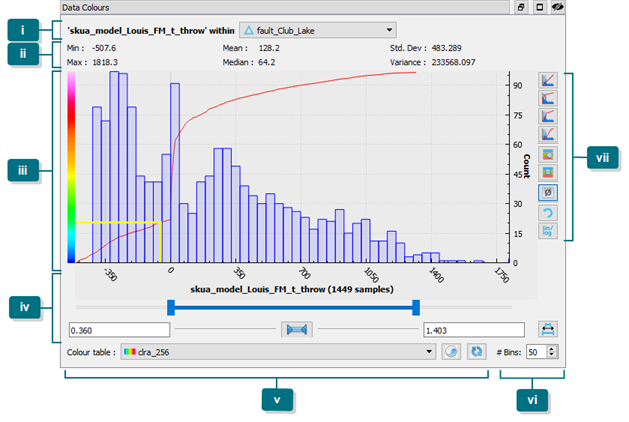 Data Colours
i
'skua_model_Louis_FM_t_throw' within
fault_Club_Lake
ii
Min : -507.6
Mean : 128.2
Std. Dev : 483.289
Max : 1818.3
Median : 64.2
Variance : 233568.097
iii
vii
90
75
60
45
30
15
0
Count
-350
0
350
700
1050
1400
1750
skua_model_Louis_FM_t_throw (1449 samples)
lin/
log
iv
0.360
1.403
Colour table :
clra_256
# Bins:
50
v
vi